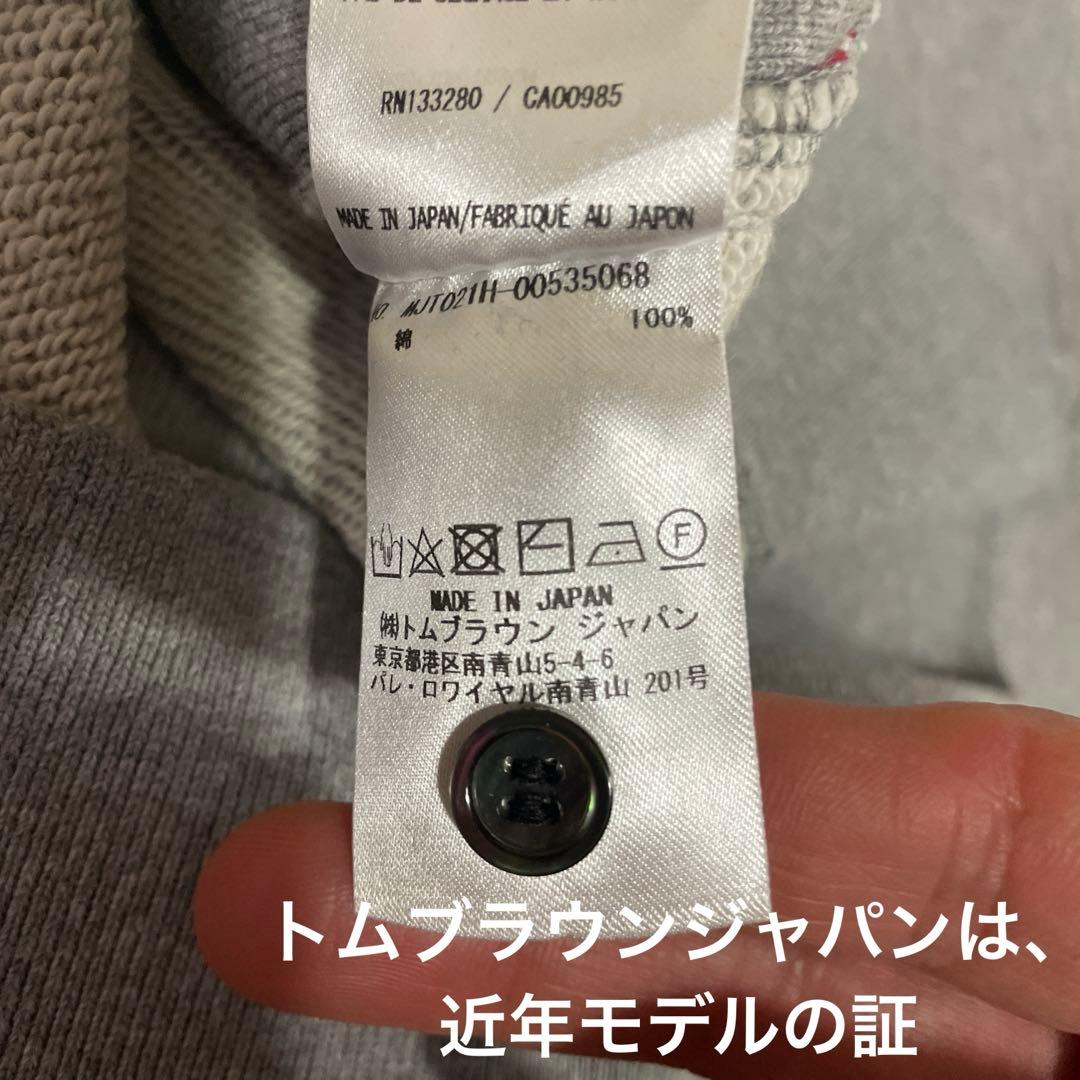 RN133280 / CA00985
MADE IN JAPAN/FABRIQUÉ AU JAPON
NO. MJT021H-00535068
綿 100%
F
MADE IN JAPAN
㈱トムブラウン ジャパン
東京都港区南青山5-4-6
パレ・ロワイヤル南青山 201号
トムブラウンジャパンは、
近年モデルの証